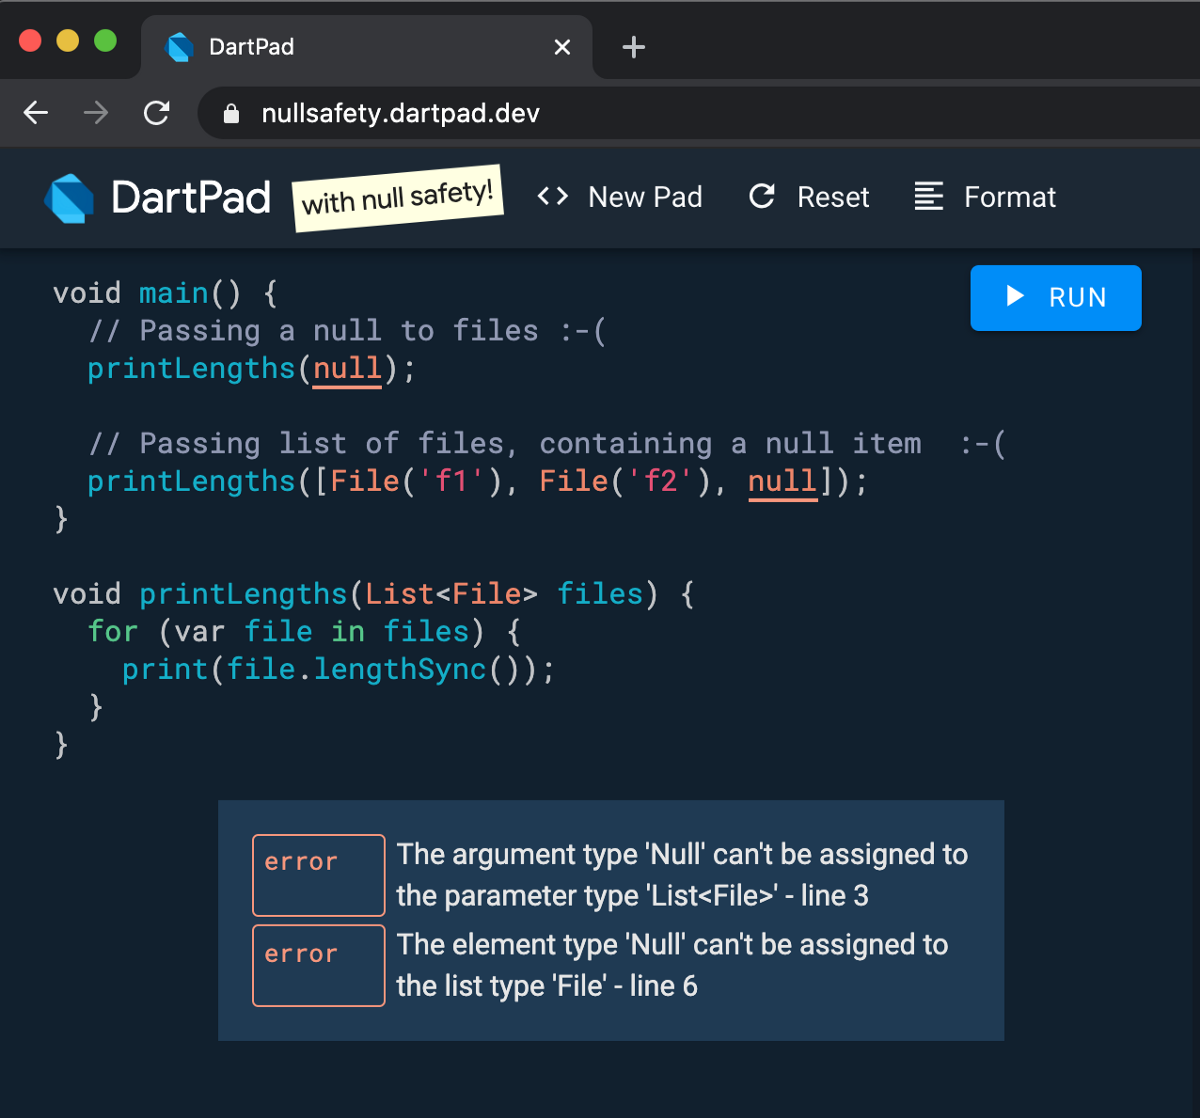 DartPad
nullsafety.dartpad.dev
DartPad with null safety! <> New Pad Reset Format
void main() {
RUN
  // Passing a null to files :-(
  printLengths(null);
  // Passing list of files, containing a null item  :-(
  printLengths([File('f1'), File('f2'), null]);
}
void printLengths(List<File> files) {
  for (var file in files) {
    print(file.lengthSync());
  }
}
error The argument type 'Null' can't be assigned to
the parameter type 'List<File>' - line 3
error The element type 'Null' can't be assigned to
the list type 'File' - line 6